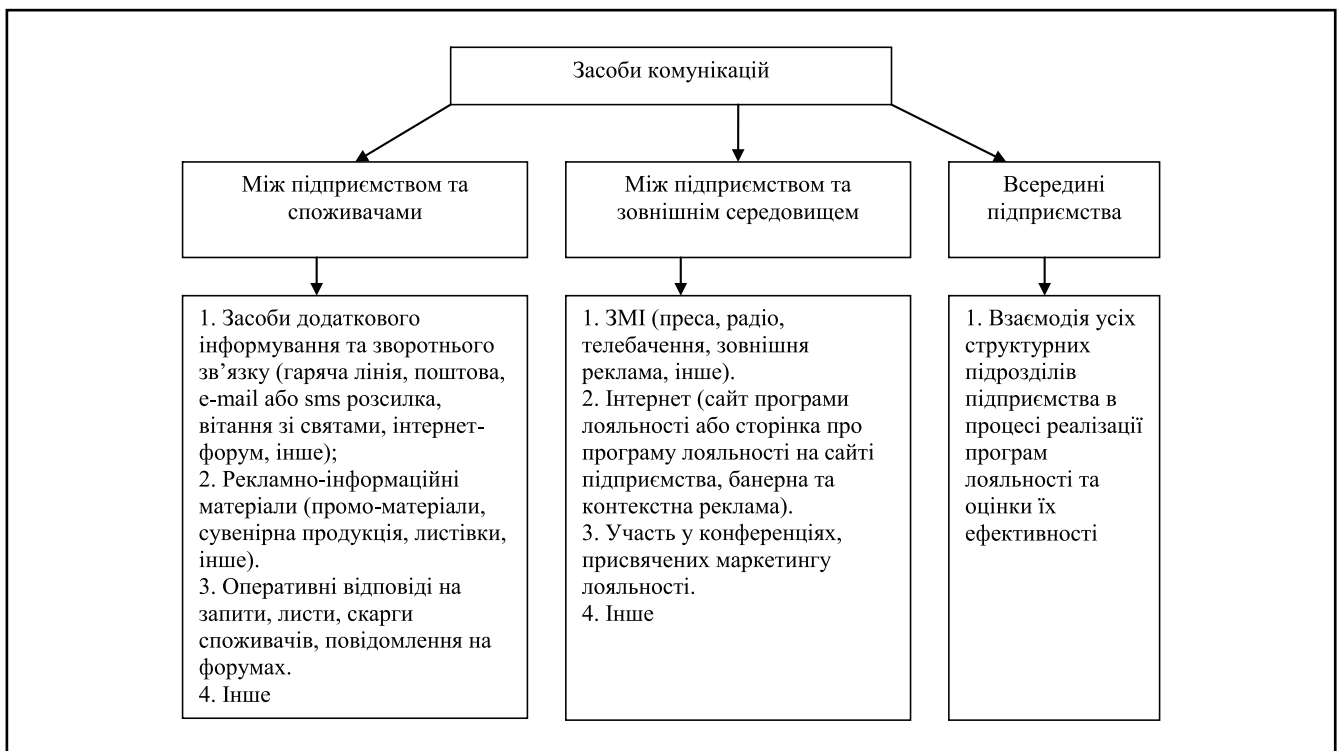 Засоби комунікацій
Між підприємством та
споживачами
Між підприємством та
зовнішнім середовищем
Всередині
підприємства
1. Засоби додаткового
інформування та зворотнього
зв’язку (гаряча лінія, поштова,
e-mail або sms розсилка,
вітання зі святами, інтернет-
форум, інше);
2. Рекламно-інформаційні
матеріали (промо-матеріали,
сувенірна продукція, листівки,
інше).
3. Оперативні відповіді на
запити, листи, скарги
споживачів, повідомлення на
форумах.
4. Інше
1. ЗМІ (преса, радіо,
телебачення, зовнішня
реклама, інше).
2. Інтернет (сайт програми
лояльності або сторінка про
програму лояльності на сайті
підприємства, банерна та
контекстна реклама).
3. Участь у конференціях,
присвячених маркетингу
лояльності.
4. Інше
1. Взаємодія усіх
структурних
підрозділів
підприємства в
процесі реалізації
програм
лояльності та
оцінки їх
ефективності